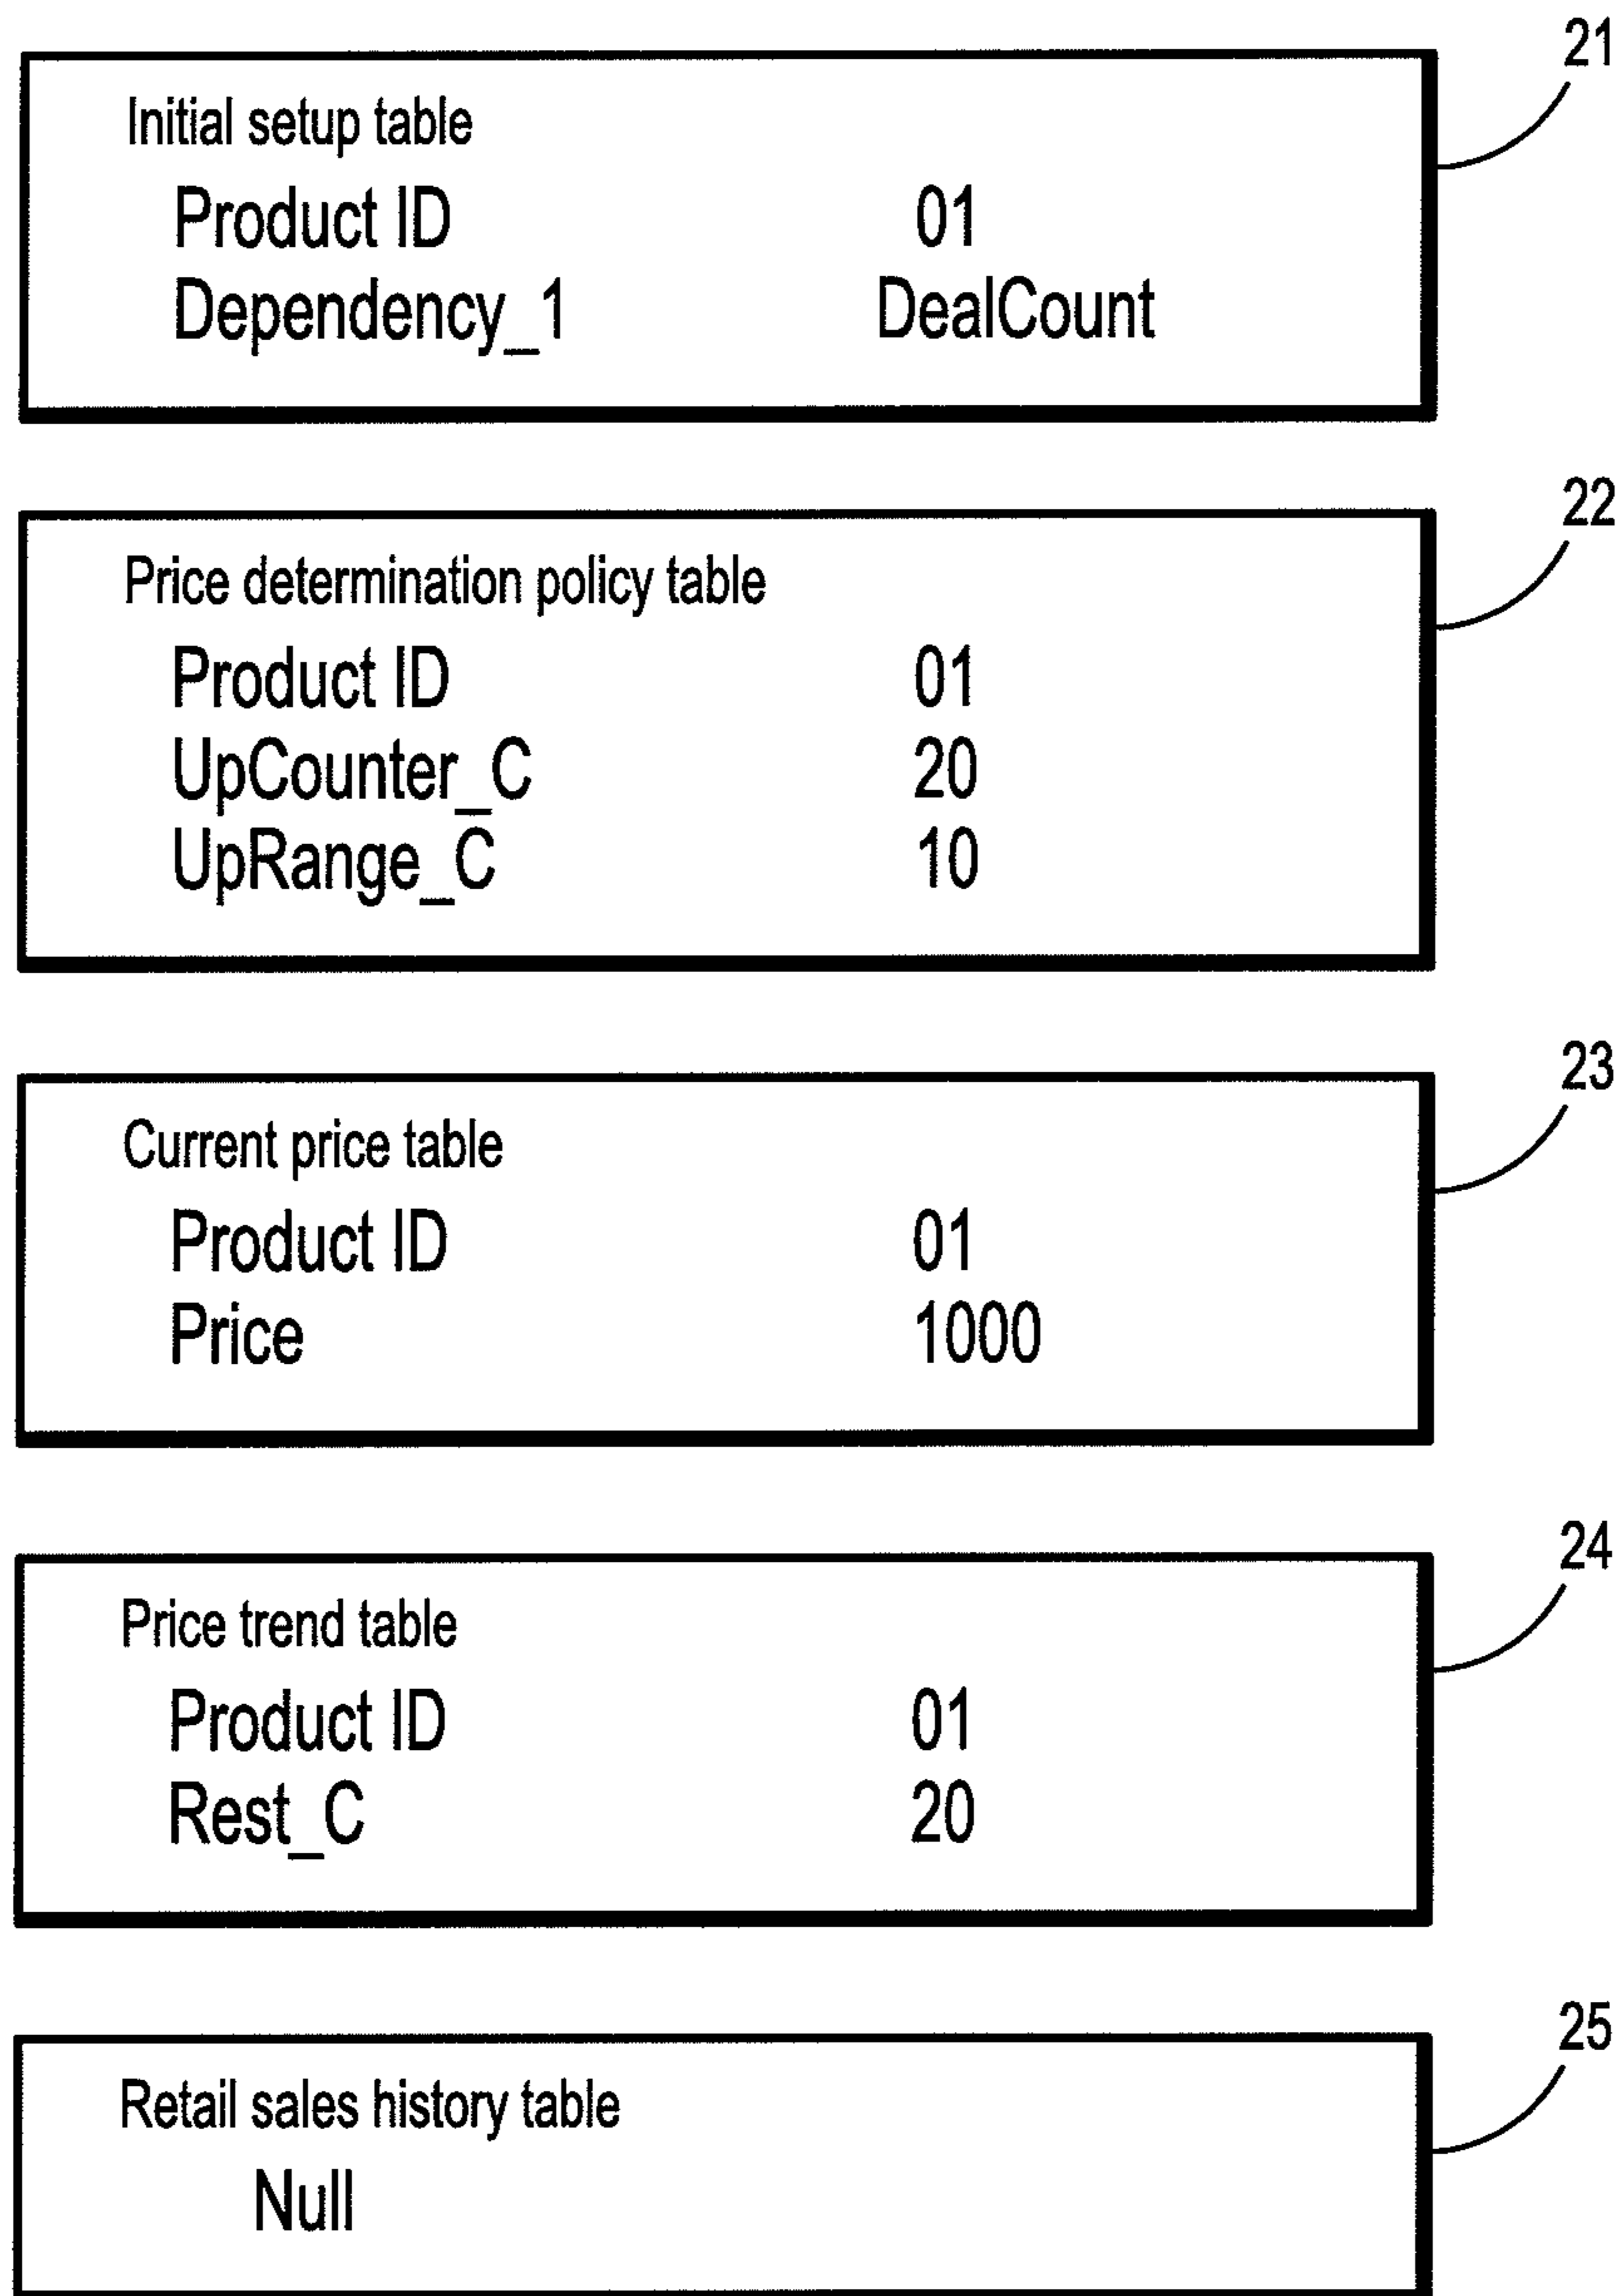 21
Initial setup table
Product ID 01
Dependency_1 DealCount
22
Price determination policy table
Product ID 01
UpCounter_C 20
UpRange_C 10
23
Current price table
Product ID 01
Price 1000
24
Price trend table
Product ID 01
Rest_C 20
25
Retail sales history table
Null